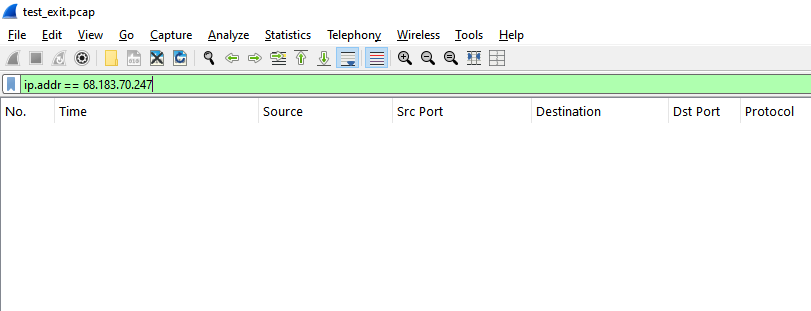 test_exit.pcap
File Edit View Go Capture Analyze Statistics Telephony Wireless Tools Help
ip.addr == 68.183.70.247
No. Time Source Src Port Destination Dst Port Protocol